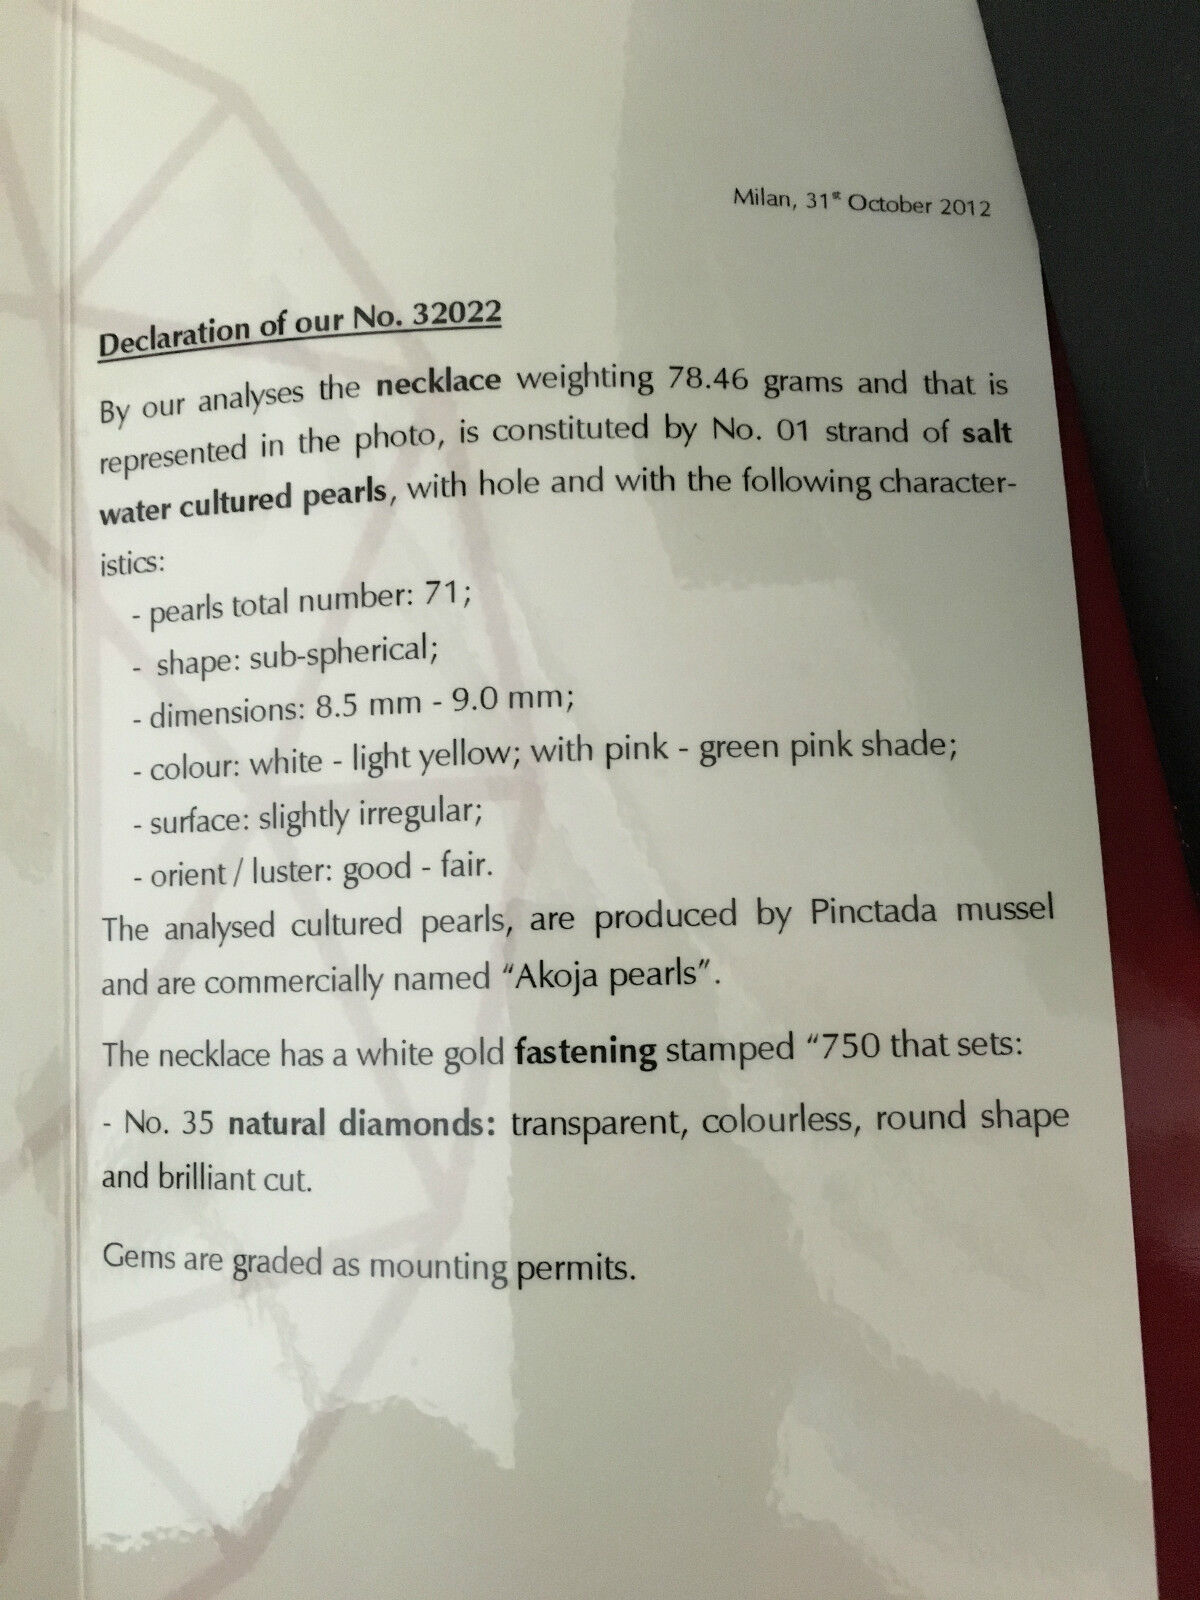 Milan, 31st October 2012
Declaration of our No. 32022
By our analyses the necklace weighting 78.46 grams and that is
represented in the photo, is constituted by No. 01 strand of salt
water cultured pearls, with hole and with the following character-
istics:
- pearls total number: 71;
- shape: sub-spherical;
- dimensions: 8.5 mm - 9.0 mm;
- colour: white - light yellow; with pink - green pink shade;
- surface: slightly irregular;
- orient / luster: good - fair.
The analysed cultured pearls, are produced by Pinctada mussel
and are commercially named “Akoja pearls”.
The necklace has a white gold fastening stamped “750 that sets:
- No. 35 natural diamonds: transparent, colourless, round shape
and brilliant cut.
Gems are graded as mounting permits.